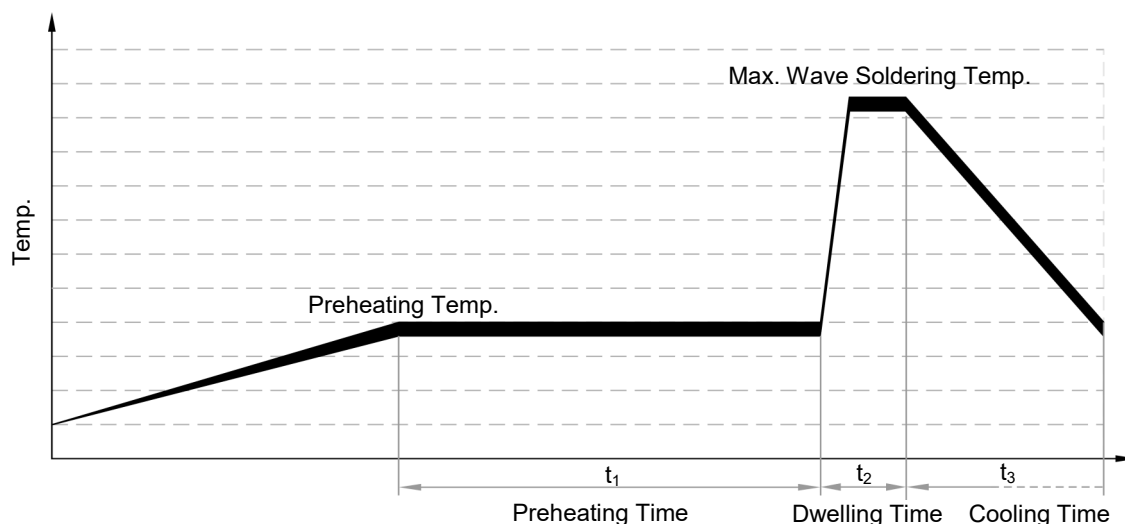 Max. Wave Soldering Temp.
Temp.
Preheating Temp.
t₁
t₂
t₃
Preheating Time
Dwelling Time
Cooling Time